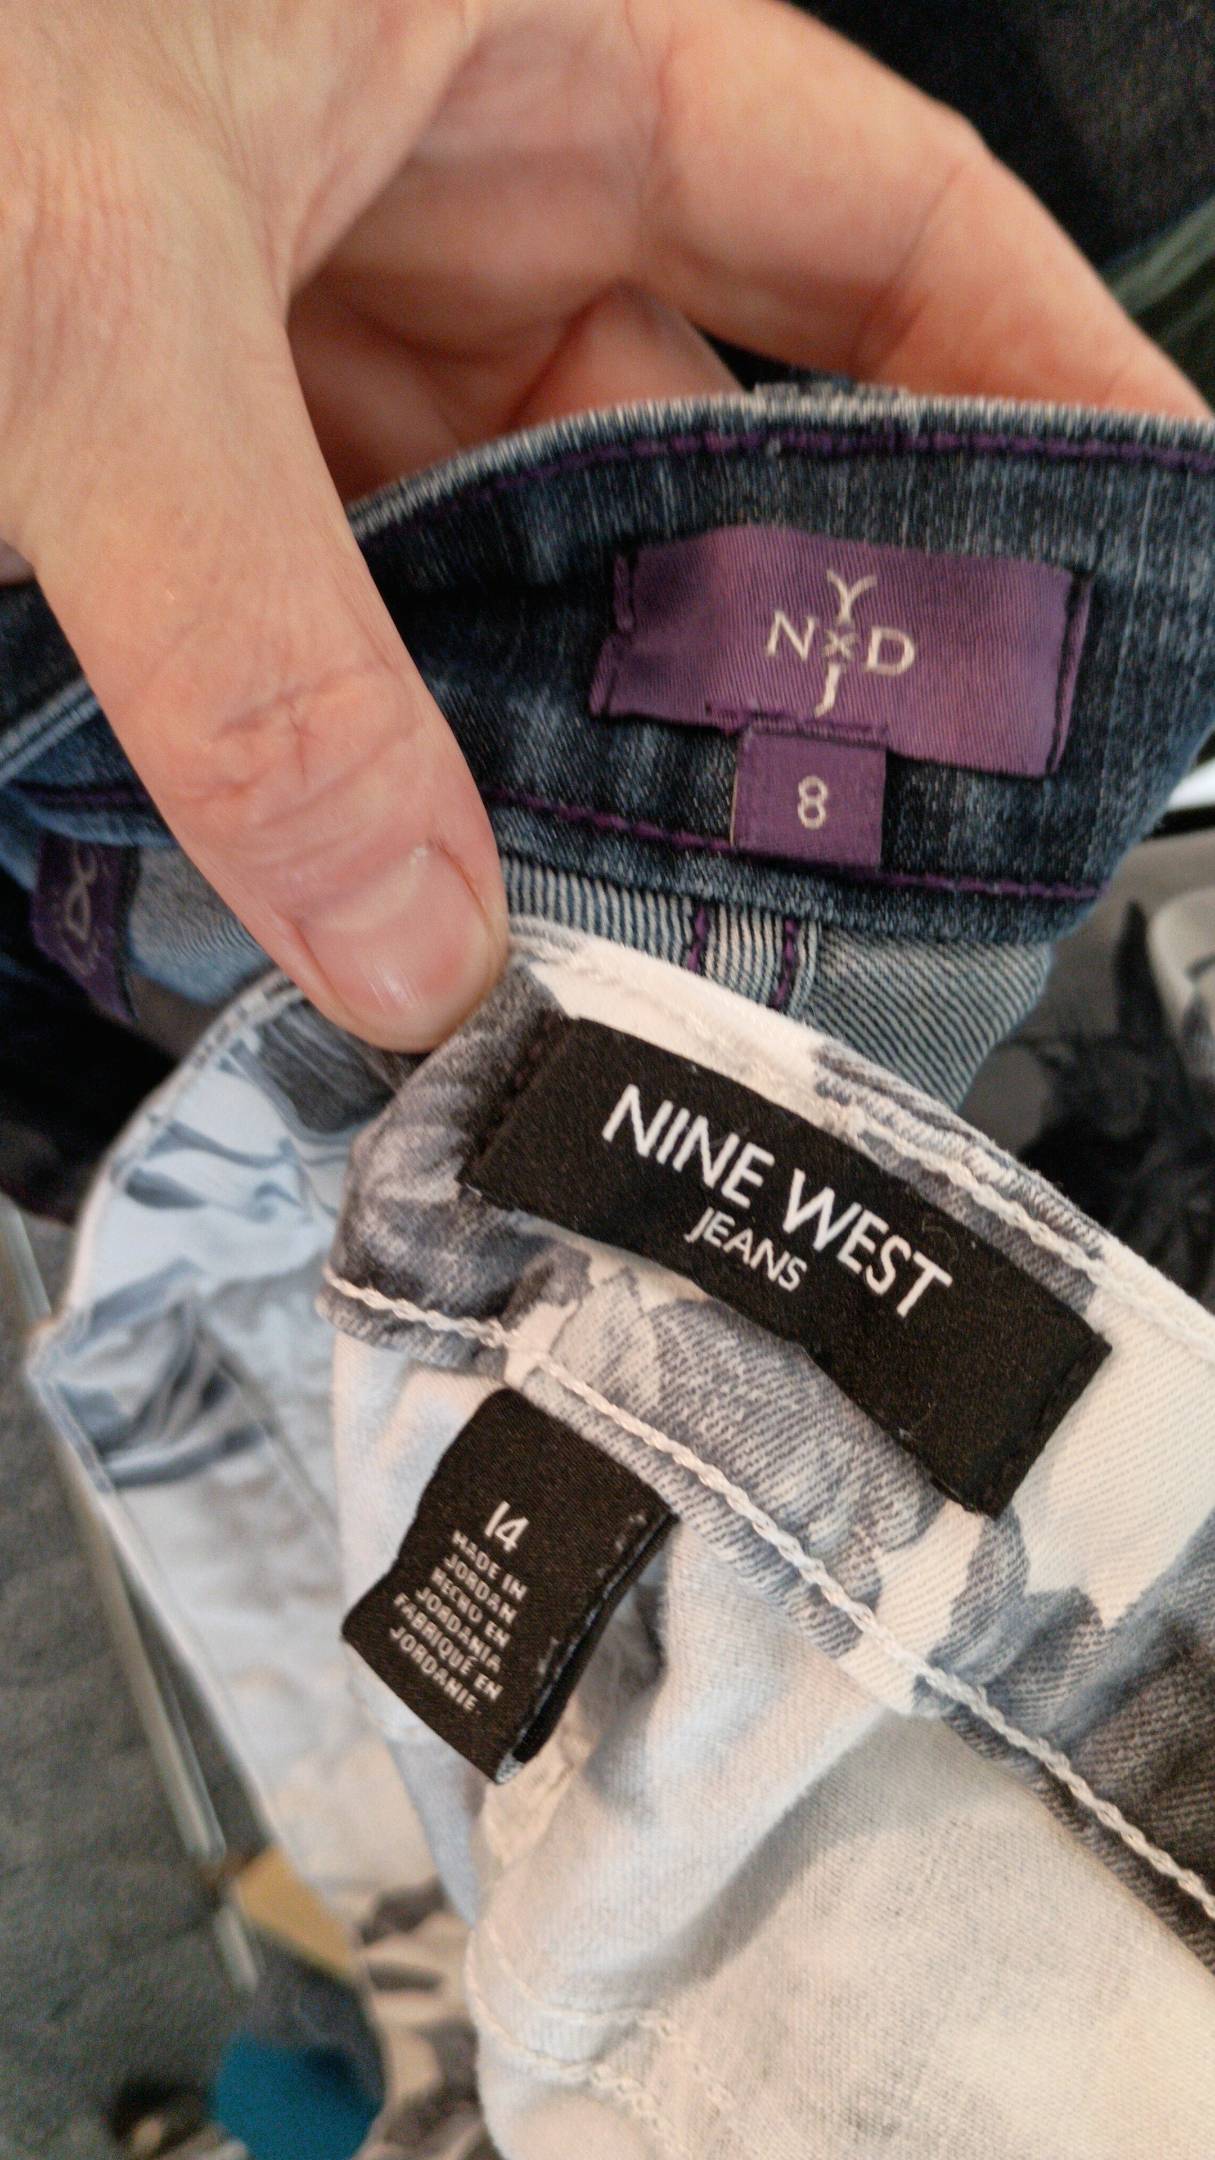 Y
N×D
J
8
NINE WEST
JEANS
14
MADE IN
JORDAN
HECHO EN
JORDANIA
FABRIQUÉ EN
JORDANIE.